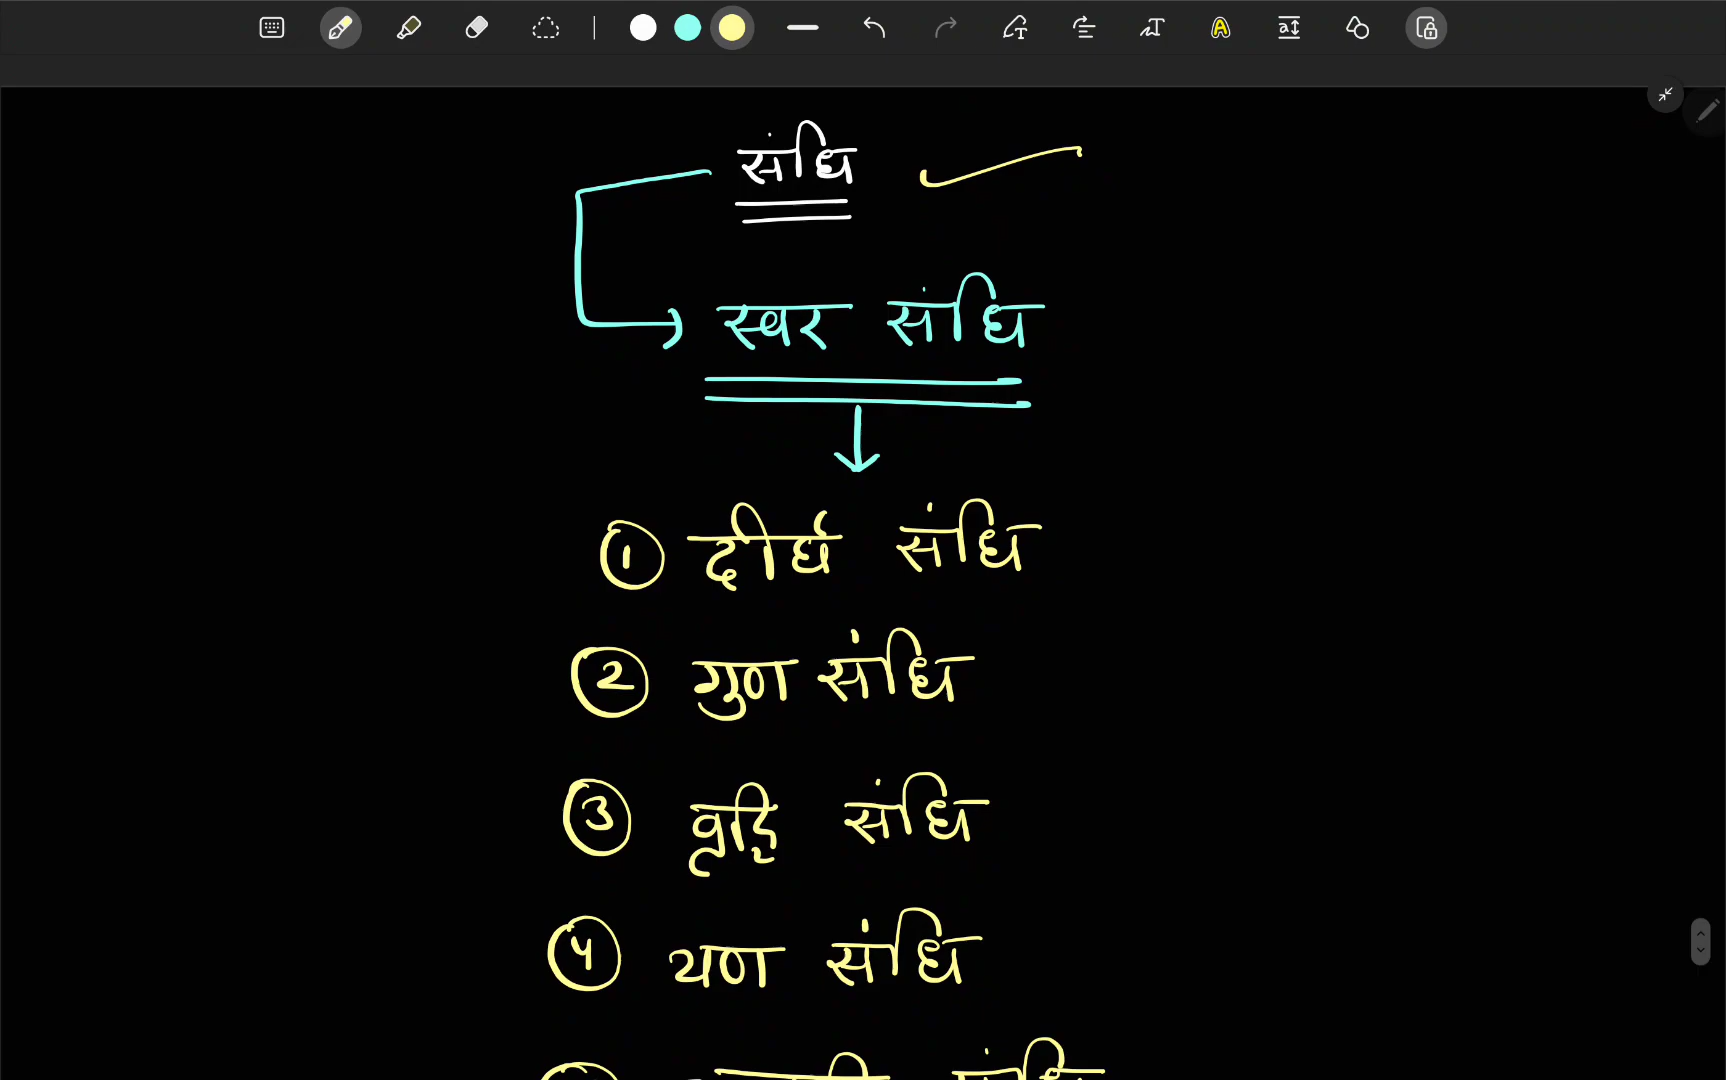 संधि
स्वर संधि
① दीर्घ संधि
② गुण संधि
③ वृद्धि संधि
④ यण संधि
संधि